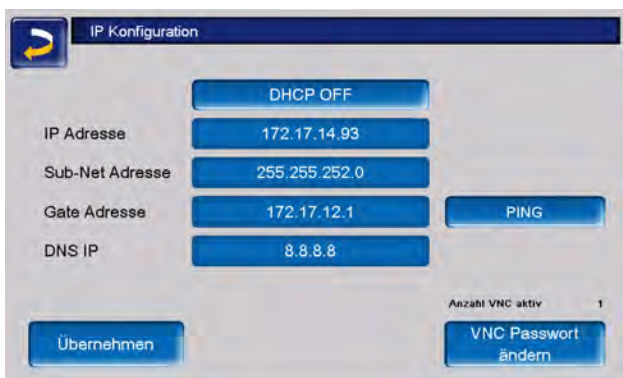 IP Konfiguration
DHCP OFF
IP Adresse 172.17.14.93
Sub-Net Adresse 255.255.252.0
Gate Adresse 172.17.12.1 PING
DNS IP 8.8.8.8
Anzahl VNC aktiv 1
Übernehmen
VNC Passwort
ändern